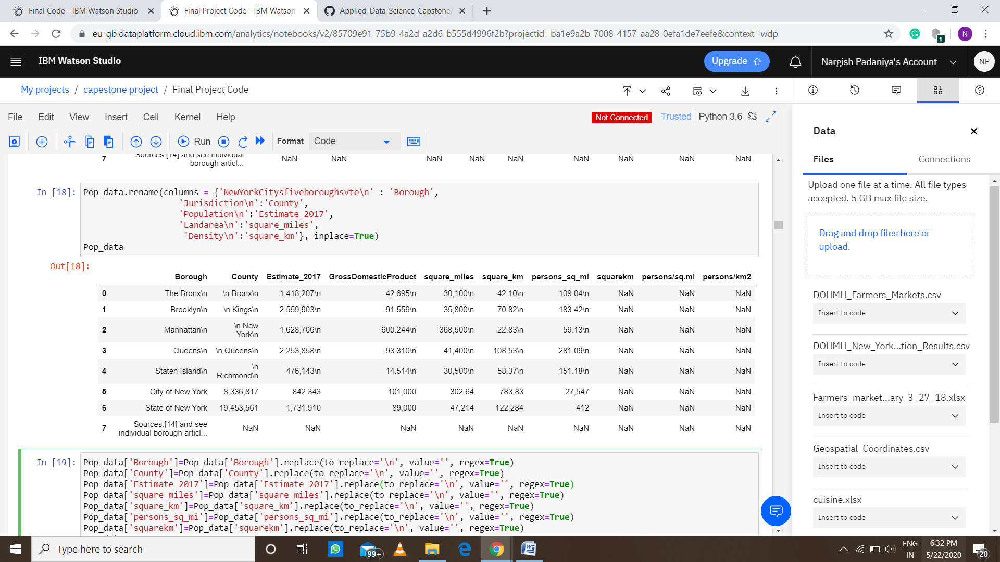 Final Code - IBM Watson Studio
Final Project Code - IBM Watson
Applied-Data-Science-Capstone/
eu-gb.dataplatform.cloud.ibm.com/analytics/notebooks/v2/85709e91-75b9-4a2d-a2d6-b555d4996f2b?projectid=ba1e9a2b-7008-4157-aa28-0efa1de7eefe&context=wdp
1
N
IBM Watson Studio
Upgrade
Nargish Padaniya's Account
NP
My projects / capestone project / Final Project Code
File Edit View Insert Cell Kernel Help
Not Connected Trusted Python 3.6
Run
Format Code
7 Sources:[14] and see individual borough articl... NaN NaN NaN NaN NaN NaN NaN NaN NaN
In [18]: Pop_data.rename(columns = {'NewYorkCitysfiveboroughsvte\n' : 'Borough',
'Jurisdiction\n':'County',
'Population\n':'Estimate_2017',
'Landarea\n':'square_miles',
'Density\n':'square_km'}, inplace=True)
Pop_data
Out[18]:
Borough County Estimate_2017 GrossDomesticProduct square_miles square_km persons_sq_mi squarekm persons/sq.mi persons/km2
0 The Bronx\n \n Bronx\n 1,418,207\n 42.695\n 30,100\n 42.10\n 109.04\n NaN NaN NaN
1 Brooklyn\n \n Kings\n 2,559,903\n 91.559\n 35,800\n 70.82\n 183.42\n NaN NaN NaN
2 Manhattan\n \n New York\n 1,628,706\n 600.244\n 368,500\n 22.83\n 59.13\n NaN NaN NaN
3 Queens\n \n Queens\n 2,253,858\n 93.310\n 41,400\n 108.53\n 281.09\n NaN NaN NaN
4 Staten Island\n \n Richmond\n 476,143\n 14.514\n 30,500\n 58.37\n 151.18\n NaN NaN NaN
5 City of New York 8,336,817 842.343 101,000 302.64 783.83 27,547 NaN NaN NaN
6 State of New York 19,453,561 1,731.910 89,000 47,214 122,284 412 NaN NaN NaN
7 Sources:[14] and see individual borough articl... NaN NaN NaN NaN NaN NaN NaN NaN NaN
In [19]: Pop_data['Borough']=Pop_data['Borough'].replace(to_replace='\n', value='', regex=True)
Pop_data['County']=Pop_data['County'].replace(to_replace='\n', value='', regex=True)
Pop_data['Estimate_2017']=Pop_data['Estimate_2017'].replace(to_replace='\n', value='', regex=True)
Pop_data['square_miles']=Pop_data['square_miles'].replace(to_replace='\n', value='', regex=True)
Pop_data['square_km']=Pop_data['square_km'].replace(to_replace='\n', value='', regex=True)
Pop_data['persons_sq_mi']=Pop_data['persons_sq_mi'].replace(to_replace='\n', value='', regex=True)
Pop_data['squarekm']=Pop_data['squarekm'].replace(to_replace='\n', value='', regex=True)
Data
Files Connections
Upload one file at a time. All file types
accepted. 5 GB max file size.
Drag and drop files here or
upload.
DOHMH_Farmers_Markets.csv
Insert to code
DOHMH_New_York...tion_Results.csv
Insert to code
Farmers_market...ary_3_27_18.xlsx
Insert to code
Geospatial_Coordinates.csv
Insert to code
cuisine.xlsx
Insert to code
Type here to search
99+
ENG
IN
6:32 PM
5/22/2020
20